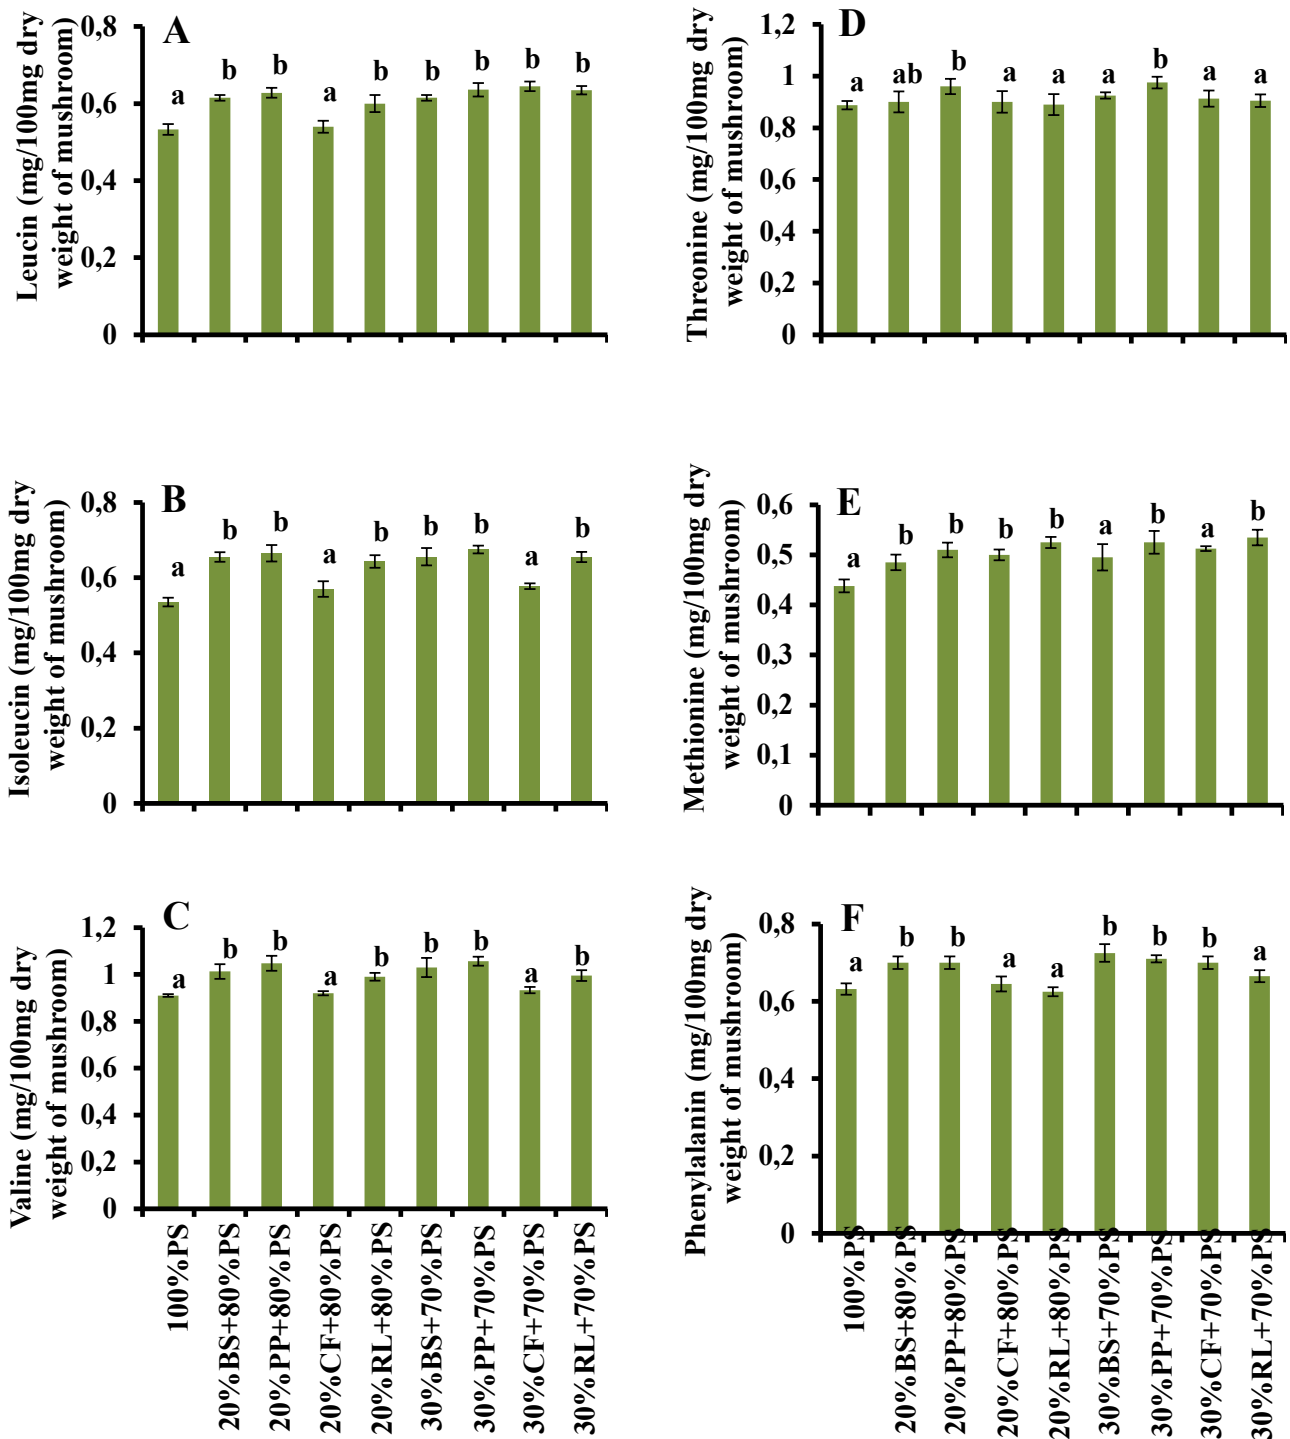 A
Leucin (mg/100mg dry
weight of mushroom)
0,8
0,6
0,4
0,2
0
a
b
b
a
b
b
b
b
b
D
Threonine (mg/100mg dry
weight of mushroom)
1,2
1
0,8
0,6
0,4
0,2
0
a
ab
b
a
a
a
b
a
a
B
Isoleucin (mg/100mg dry
weight of mushroom)
0,8
0,6
0,4
0,2
0
a
b
b
a
b
b
b
a
b
E
Methionine (mg/100mg dry
weight of mushroom)
0,6
0,5
0,4
0,3
0,2
0,1
0
a
b
b
b
b
a
b
a
b
C
Valine (mg/100mg dry
weight of mushroom)
1,2
1
0,8
0,6
0,4
0,2
0
a
b
b
a
b
b
b
a
b
100%PS
20%BS+80%PS
20%PP+80%PS
20%CF+80%PS
20%RL+80%PS
30%BS+70%PS
30%PP+70%PS
30%CF+70%PS
30%RL+70%PS
F
Phenylalanin (mg/100mg dry
weight of mushroom)
0,8
0,6
0,4
0,2
0
a
b
b
a
a
b
b
b
a
100%PS
20%BS+80%PS
20%PP+80%PS
20%CF+80%PS
20%RL+80%PS
30%BS+70%PS
30%PP+70%PS
30%CF+70%PS
30%RL+70%PS